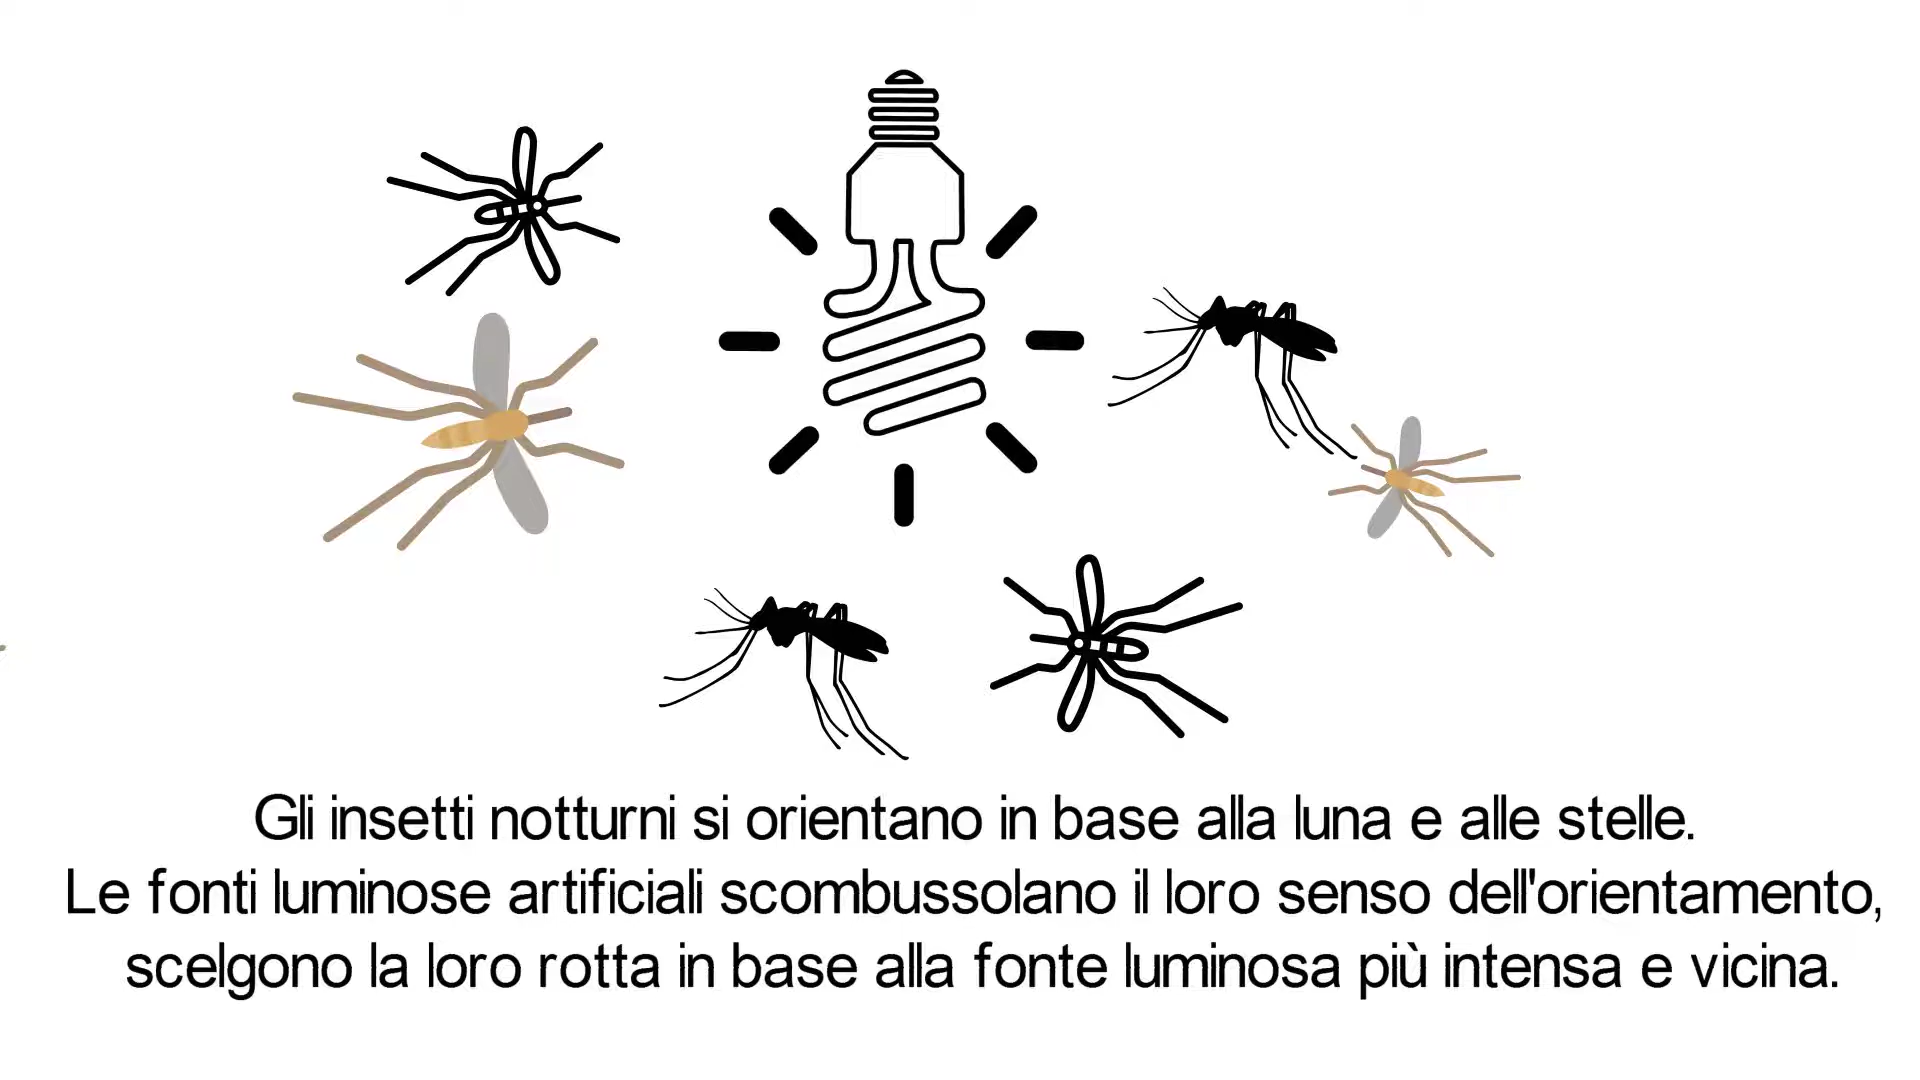 Gli insetti notturni si orientano in base alla luna e alle stelle.
Le fonti luminose artificiali scombussolano il loro senso dell'orientamento,
scelgono la loro rotta in base alla fonte luminosa più intensa e vicina.